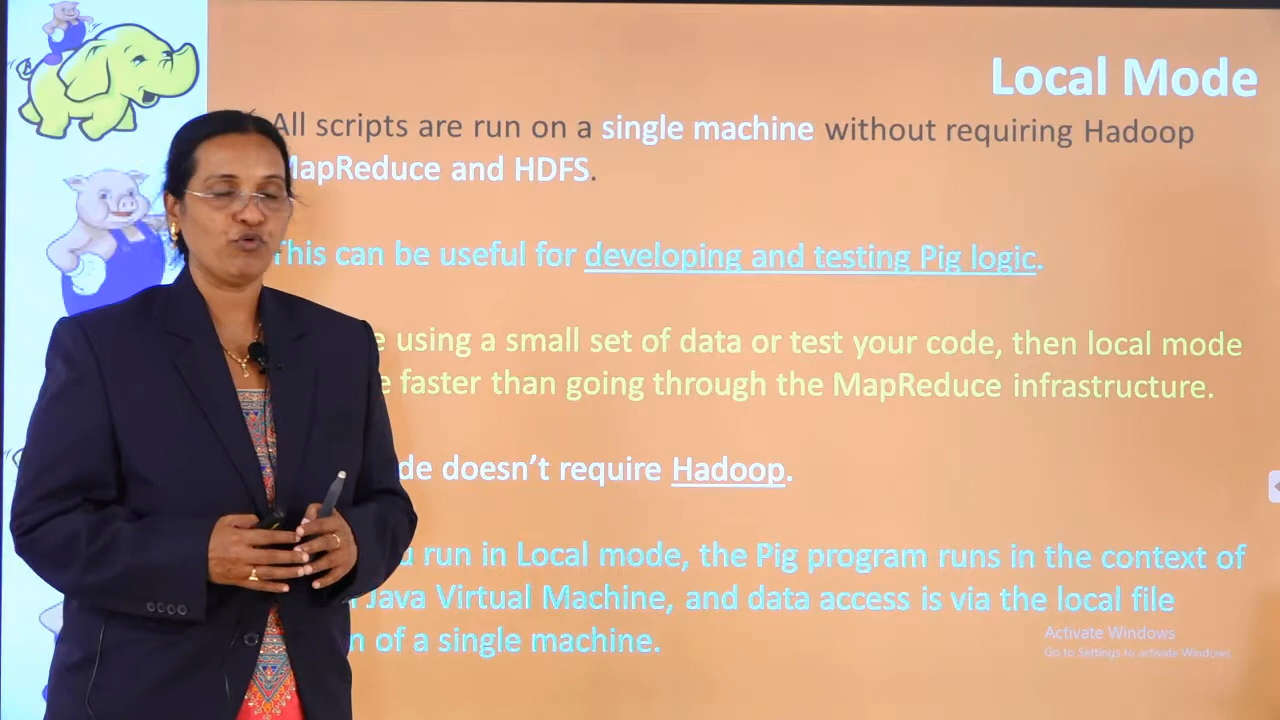 Local Mode
All scripts are run on a single machine without requiring Hadoop
MapReduce and HDFS.
This can be useful for developing and testing Pig logic.
using a small set of data or test your code, then local mode
faster than going through the MapReduce infrastructure.
doesn't require Hadoop.
run in Local mode, the Pig program runs in the context of
Java Virtual Machine, and data access is via the local file
of a single machine.
Activate Windows
Go to Settings to activate Windows.